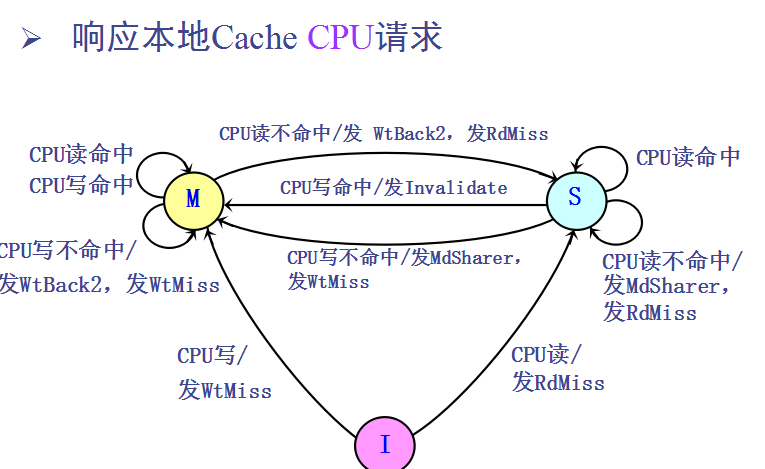 ➢ 响应本地Cache CPU请求
CPU读不命中/发 WtBack2，发RdMiss
CPU读命中
CPU写命中
CPU读命中
M
CPU写命中/发Invalidate
S
CPU写不命中/
发WtBack2，发WtMiss
CPU写不命中/发MdSharer，
发WtMiss
CPU读不命中/
发MdSharer，
发RdMiss
CPU写/
发WtMiss
CPU读/
发RdMiss
I